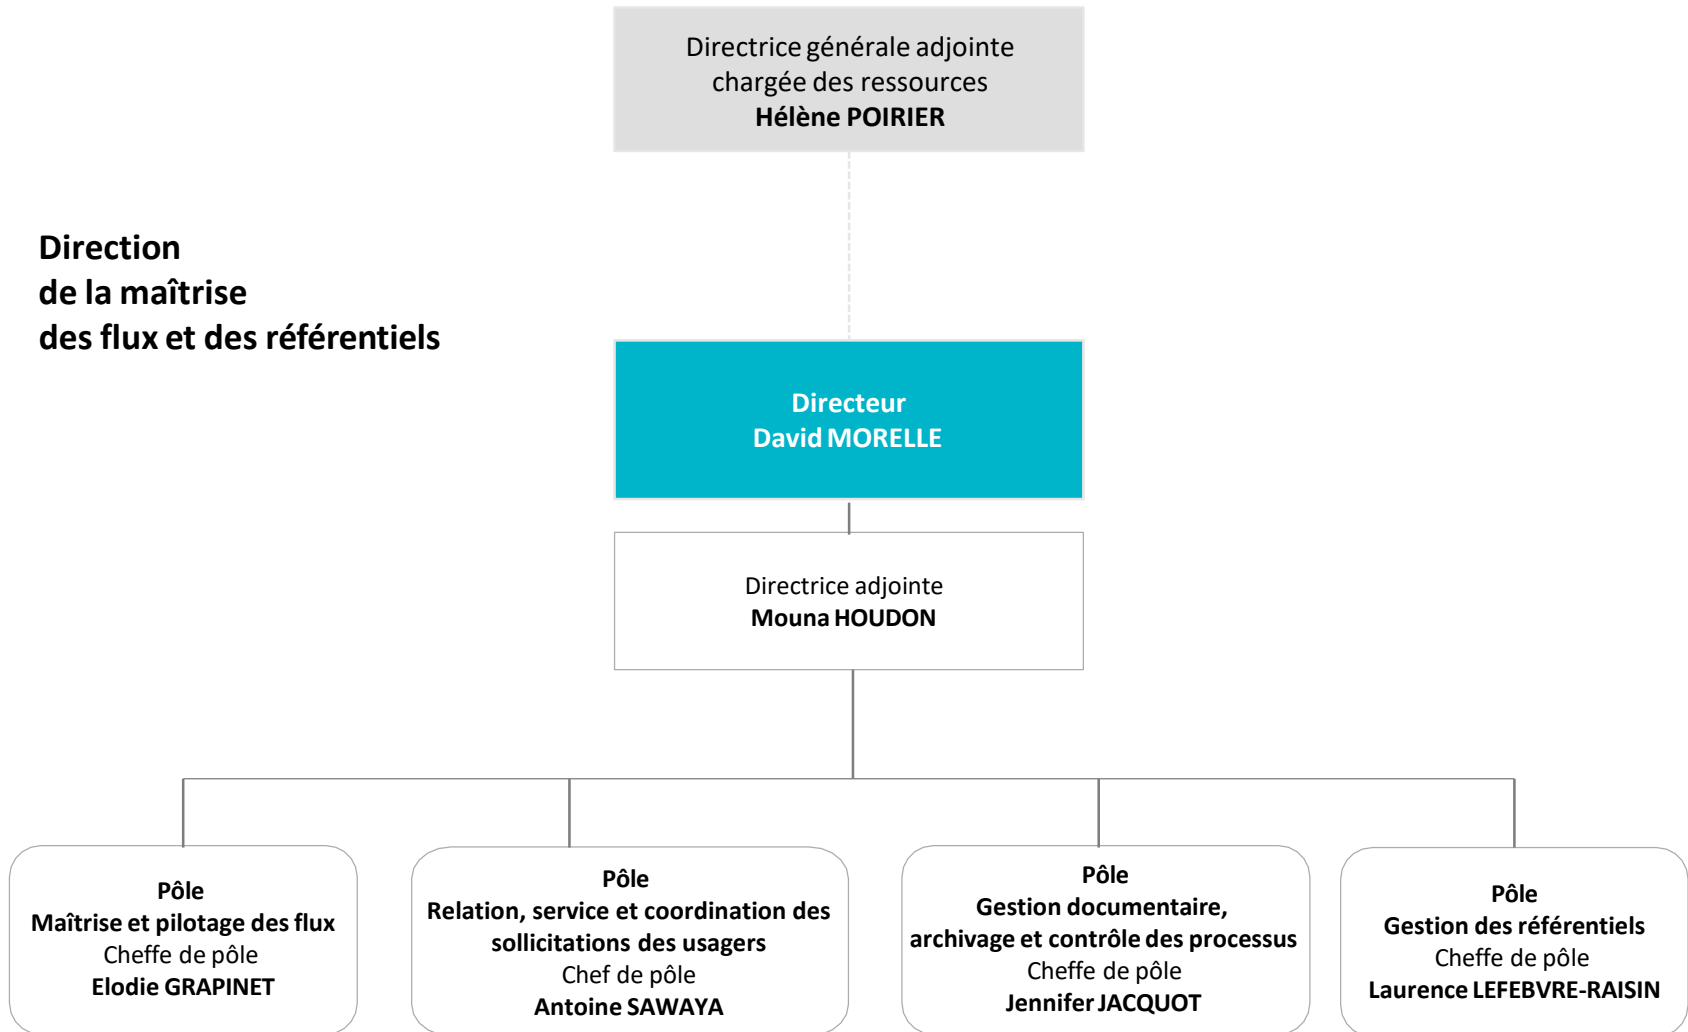 Directrice générale adjointe
chargée des ressources
Hélène POIRIER
Direction
de la maîtrise
des flux et des référentiels
Directeur
David MORELLE
Directrice adjointe
Mouna HOUDON
Pôle
Maîtrise et pilotage des flux
Cheffe de pôle
Elodie GRAPINET
Pôle
Relation, service et coordination des
sollicitations des usagers
Chef de pôle
Antoine SAWAYA
Pôle
Gestion documentaire,
archivage et contrôle des processus
Cheffe de pôle
Jennifer JACQUOT
Pôle
Gestion des référentiels
Cheffe de pôle
Laurence LEFEBVRE-RAISIN